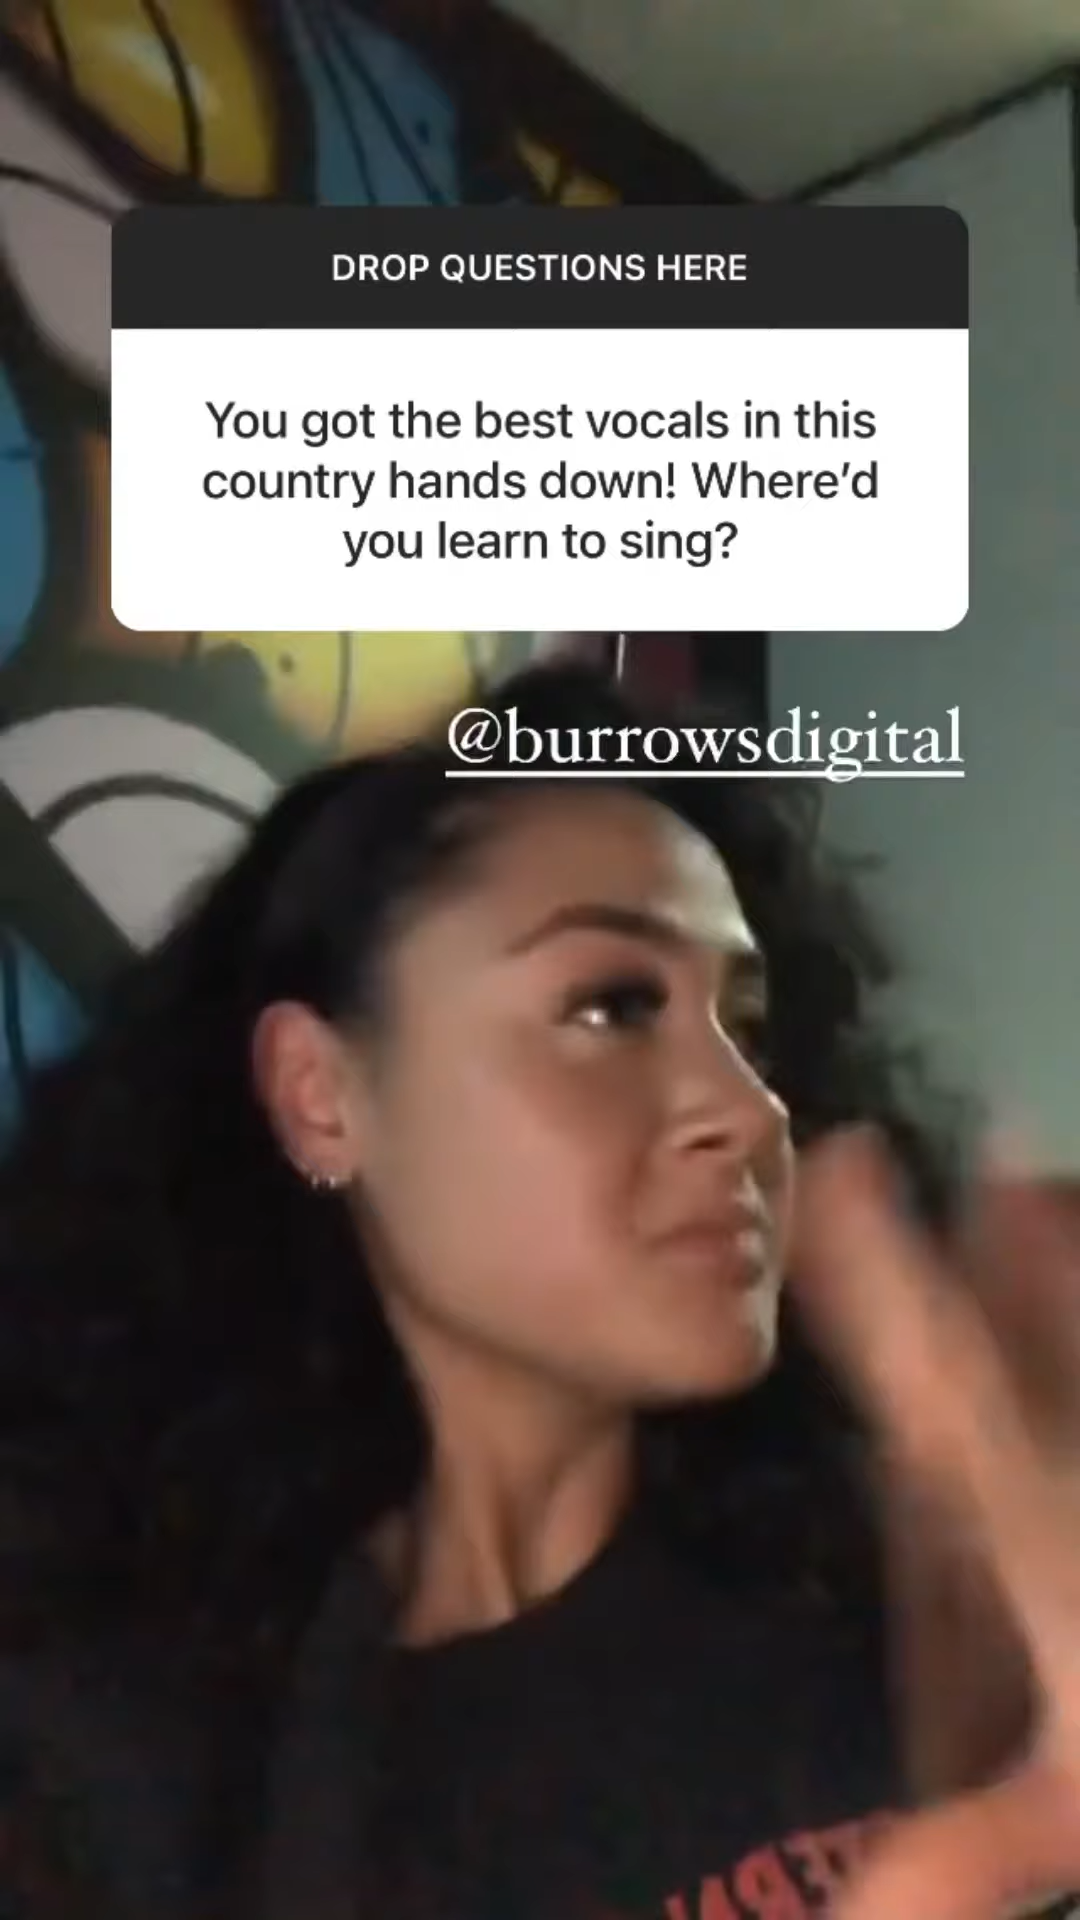 DROP QUESTIONS HERE
You got the best vocals in this
country hands down! Where'd
you learn to sing?
@burrowsdigital